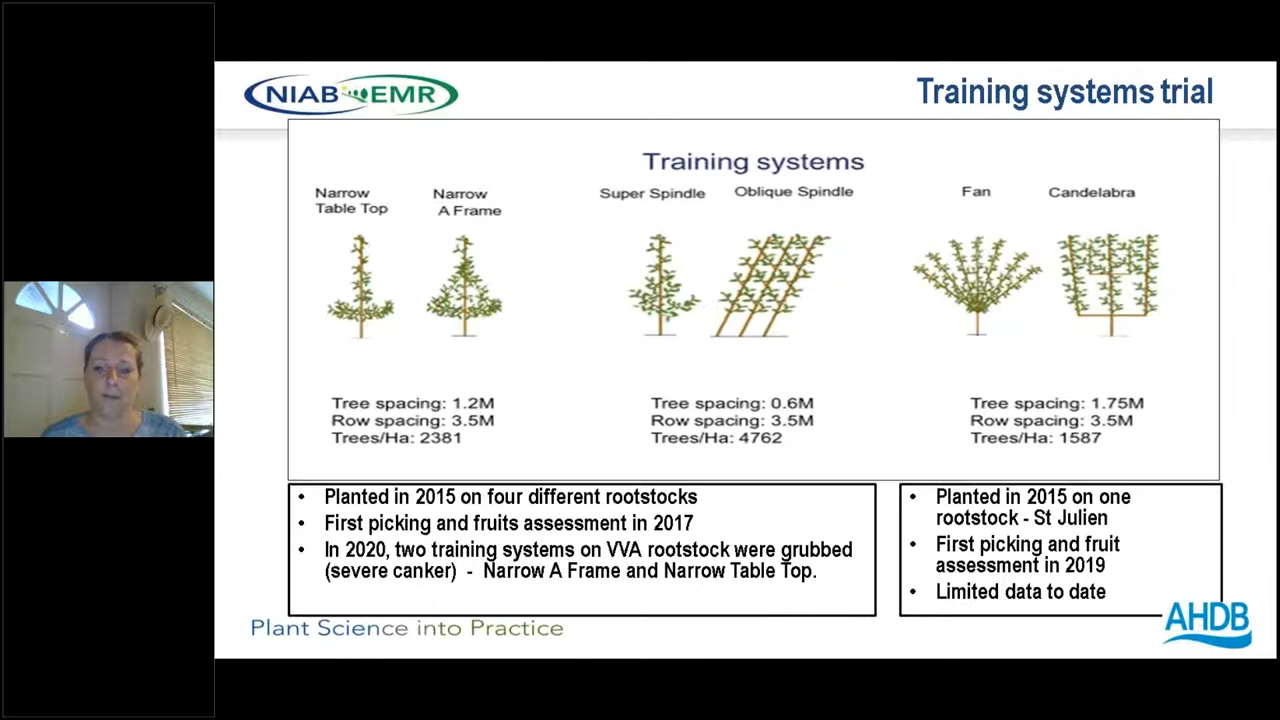 NIAB EMR
Training systems trial
Training systems
Narrow
Table Top
Narrow
A Frame
Super Spindle
Oblique Spindle
Fan
Candelabra
Tree spacing: 1.2M
Row spacing: 3.5M
Trees/Ha: 2381
Tree spacing: 0.6M
Row spacing: 3.5M
Trees/Ha: 4762
Tree spacing: 1.75M
Row spacing: 3.5M
Trees/Ha: 1587
• Planted in 2015 on four different rootstocks
• First picking and fruits assessment in 2017
• In 2020, two training systems on VVA rootstock were grubbed
(severe canker) - Narrow A Frame and Narrow Table Top.
• Planted in 2015 on one
rootstock - St Julien
• First picking and fruit
assessment in 2019
• Limited data to date
Plant Science into Practice
AHDB